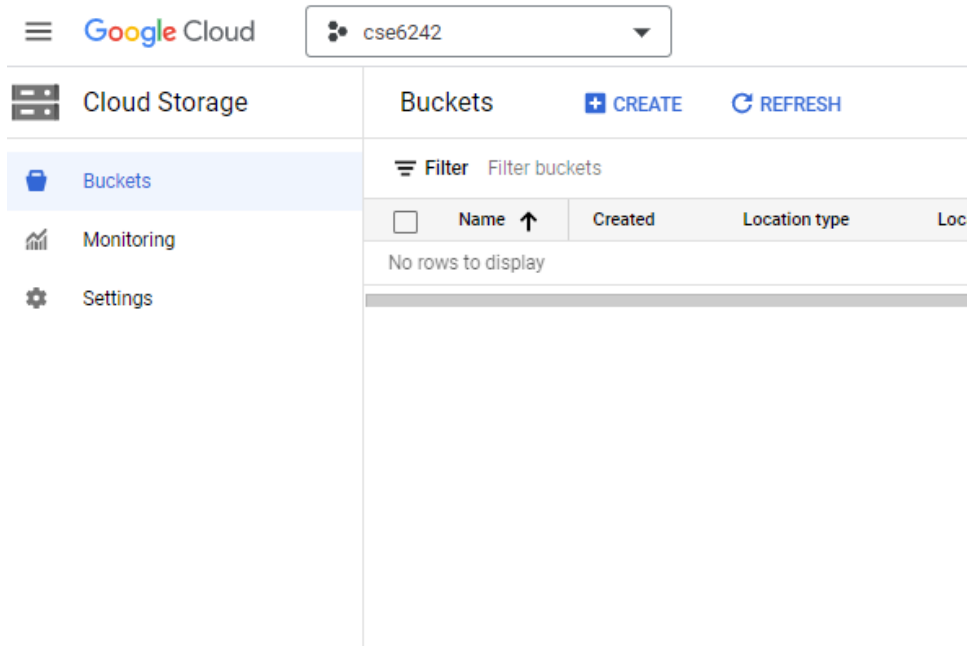 Google Cloud
cse6242
Cloud Storage
Buckets
CREATE
REFRESH
Buckets
Monitoring
Settings
Filter Filter buckets
Name Created Location type Loc
No rows to display